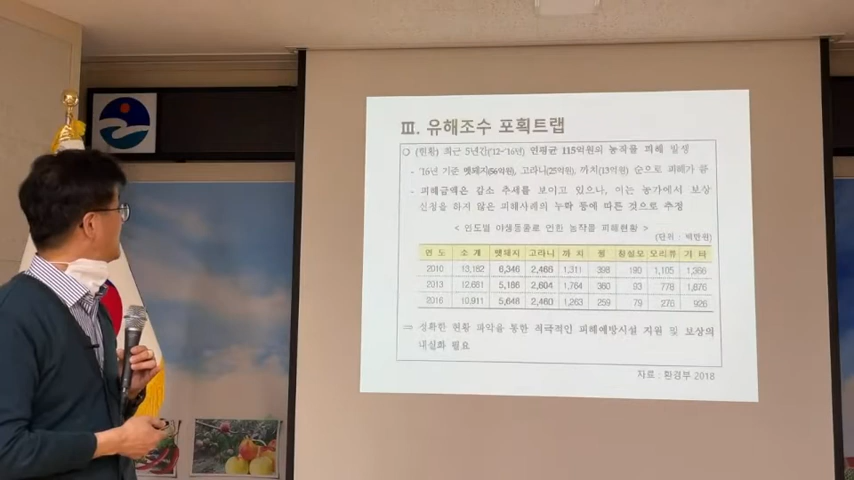 Ⅲ. 유해조수 포획트랩
○ (현황) 최근 5년간('12~'16년) 연평균 115억원의 농작물 피해 발생
- '16년 기준 멧돼지(56억원), 고라니(25억원), 까치(13억원) 순으로 피해가 큼
- 피해금액은 감소 추세를 보이고 있으나, 이는 농가에서 보상
신청을 하지 않은 피해사례의 누락 등에 따른 것으로 추정
< 연도별 야생동물로 인한 농작물 피해현황 >
(단위 : 백만원)
연 도 소 계 멧돼지 고라니 까 치 꿩 청설모 오리류 기 타
2010 13,182 6,346 2,466 1,311 398 190 1,105 1,366
2013 12,661 5,186 2,604 1,764 360 93 778 1,876
2016 10,911 5,648 2,460 1,263 259 79 276 926
⇒ 정확한 현황 파악을 통한 적극적인 피해예방시설 지원 및 보상의
내실화 필요
자료 : 환경부 2018